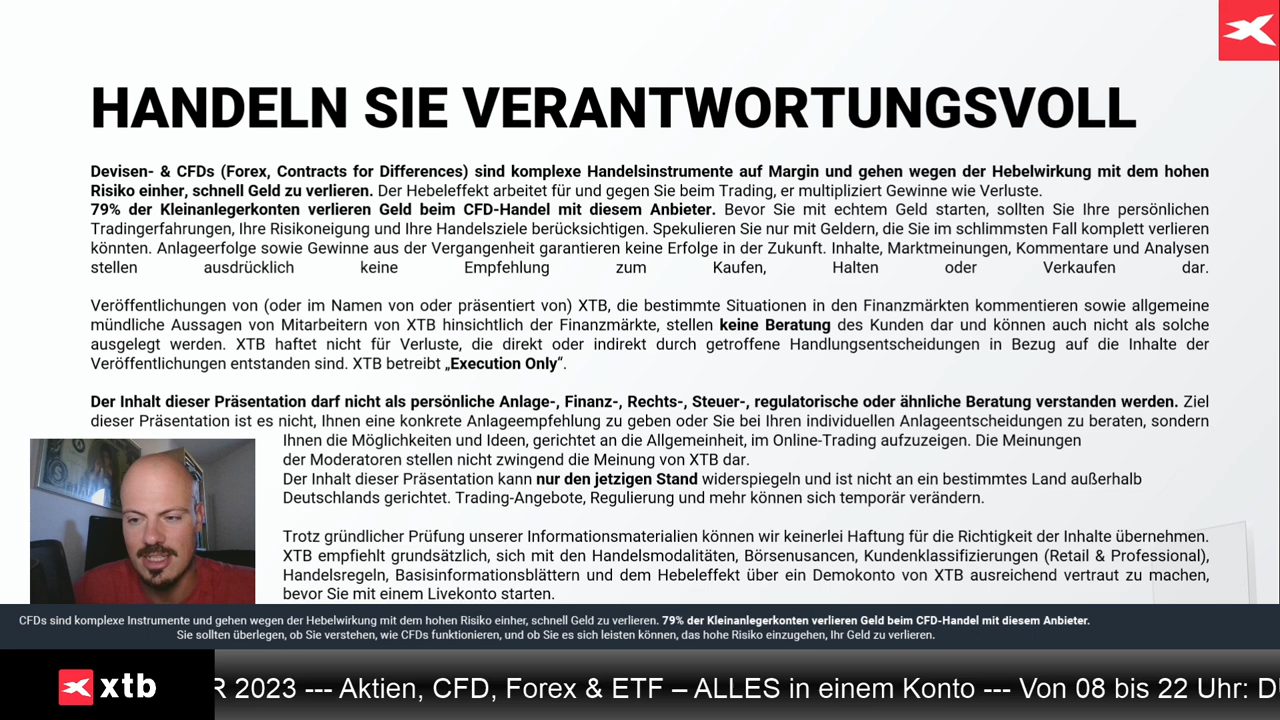 HANDELN SIE VERANTWORTUNGSVOLL
Devisen- & CFDs (Forex, Contracts for Differences) sind komplexe Handelsinstrumente auf Margin und gehen wegen der Hebelwirkung mit dem hohen
Risiko einher, schnell Geld zu verlieren. Der Hebeleffekt arbeitet für und gegen Sie beim Trading, er multipliziert Gewinne wie Verluste.
79% der Kleinanlegerkonten verlieren Geld beim CFD-Handel mit diesem Anbieter. Bevor Sie mit echtem Geld starten, sollten Sie Ihre persönlichen
Tradingerfahrungen, Ihre Risikoneigung und Ihre Handelsziele berücksichtigen. Spekulieren Sie nur mit Geldern, die Sie im schlimmsten Fall komplett verlieren
könnten. Anlageerfolge sowie Gewinne aus der Vergangenheit garantieren keine Erfolge in der Zukunft. Inhalte, Marktmeinungen, Kommentare und Analysen
stellen ausdrücklich keine Empfehlung zum Kaufen, Halten oder Verkaufen dar.
Veröffentlichungen von (oder im Namen von oder präsentiert von) XTB, die bestimmte Situationen in den Finanzmärkten kommentieren sowie allgemeine
mündliche Aussagen von Mitarbeitern von XTB hinsichtlich der Finanzmärkte, stellen keine Beratung des Kunden dar und können auch nicht als solche
ausgelegt werden. XTB haftet nicht für Verluste, die direkt oder indirekt durch getroffene Handlungsentscheidungen in Bezug auf die Inhalte der
Veröffentlichungen entstanden sind. XTB betreibt „Execution Only“.
Der Inhalt dieser Präsentation darf nicht als persönliche Anlage-, Finanz-, Rechts-, Steuer-, regulatorische oder ähnliche Beratung verstanden werden. Ziel
dieser Präsentation ist es nicht, Ihnen eine konkrete Anlageempfehlung zu geben oder Sie bei Ihren individuellen Anlageentscheidungen zu beraten, sondern
Ihnen die Möglichkeiten und Ideen, gerichtet an die Allgemeinheit, im Online-Trading aufzuzeigen. Die Meinungen
der Moderatoren stellen nicht zwingend die Meinung von XTB dar.
Der Inhalt dieser Präsentation kann nur den jetzigen Stand widerspiegeln und ist nicht an ein bestimmtes Land außerhalb
Deutschlands gerichtet. Trading-Angebote, Regulierung und mehr können sich temporär verändern.
Trotz gründlicher Prüfung unserer Informationsmaterialien können wir keinerlei Haftung für die Richtigkeit der Inhalte übernehmen.
XTB empfiehlt grundsätzlich, sich mit den Handelsmodalitäten, Börsenusancen, Kundenklassifizierungen (Retail & Professional),
Handelsregeln, Basisinformationsblättern und dem Hebeleffekt über ein Demokonto von XTB ausreichend vertraut zu machen,
bevor Sie mit einem Livekonto starten.
CFDs sind komplexe Instrumente und gehen wegen der Hebelwirkung mit dem hohen Risiko einher, schnell Geld zu verlieren. 79% der Kleinanlegerkonten verlieren Geld beim CFD-Handel mit diesem Anbieter.
Sie sollten überlegen, ob Sie verstehen, wie CFDs funktionieren, und ob Sie es sich leisten können, das hohe Risiko einzugehen, Ihr Geld zu verlieren.
xtb R 2023 --- Aktien, CFD, Forex & ETF – ALLES in einem Konto --- Von 08 bis 22 Uhr: